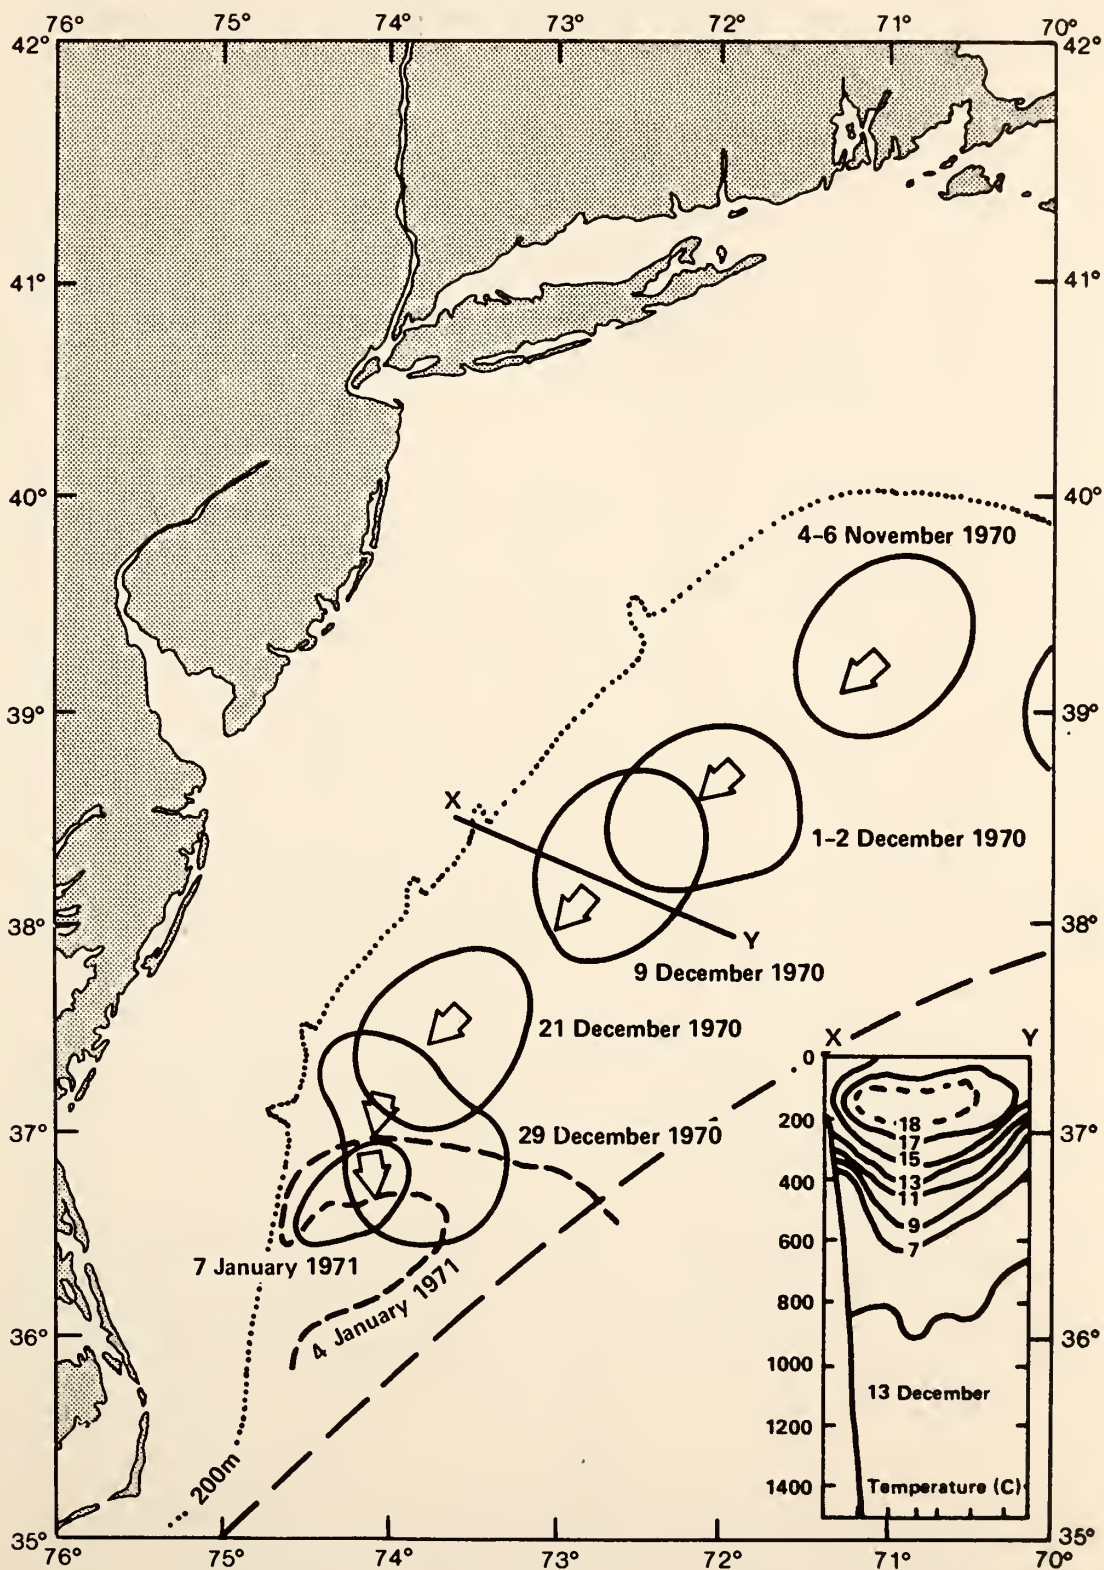 76° 75° 74° 73° 72° 71° 70°
42° 42°
41° 41°
40° 40°
4-6 November 1970
39° 39°
X
1-2 December 1970
38° 38°
Y
9 December 1970
21 December 1970
X Y
0
200
18
17
15
13
11
9
7
400
600
800
1000
1200
1400
13 December
Temperature (C)
37° 37°
29 December 1970
7 January 1971
4 January 1971
36° 36°
200m
35° 35°
76° 75° 74° 73° 72° 71° 70°